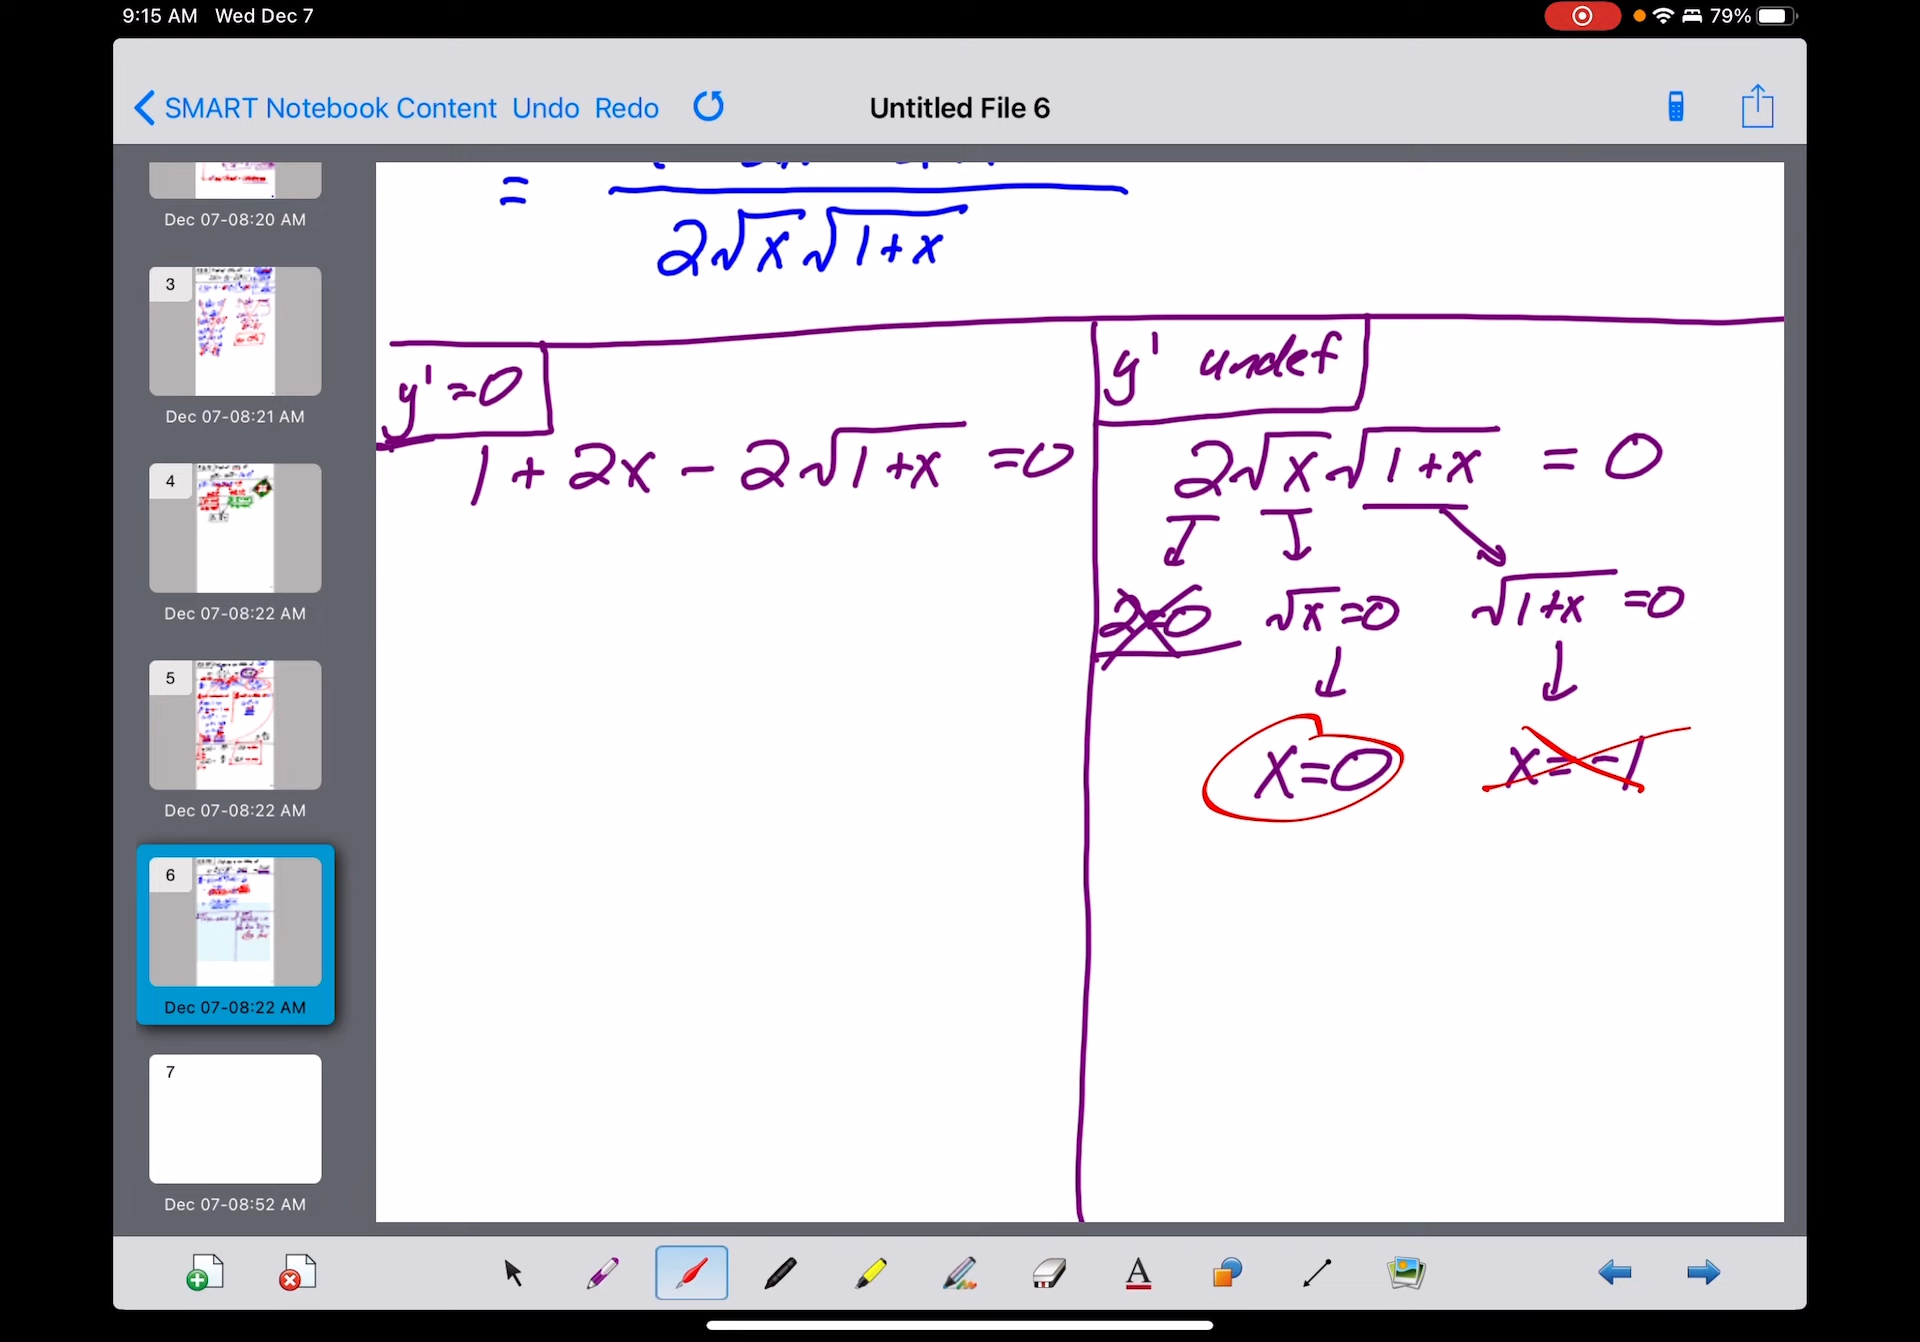 9:15 AM Wed Dec 7
79%
SMART Notebook Content Undo Redo
Untitled File 6
Dec 07-08:20 AM
3
Dec 07-08:21 AM
4
Dec 07-08:22 AM
5
Dec 07-08:22 AM
6
Dec 07-08:22 AM
7
Dec 07-08:52 AM
=
2√x√1+x
y'=0
1 + 2x - 2√1+x =0
y' undef
2√x√1+x = 0
2=0 √x=0 √1+x =0
x=0 x=-1
A